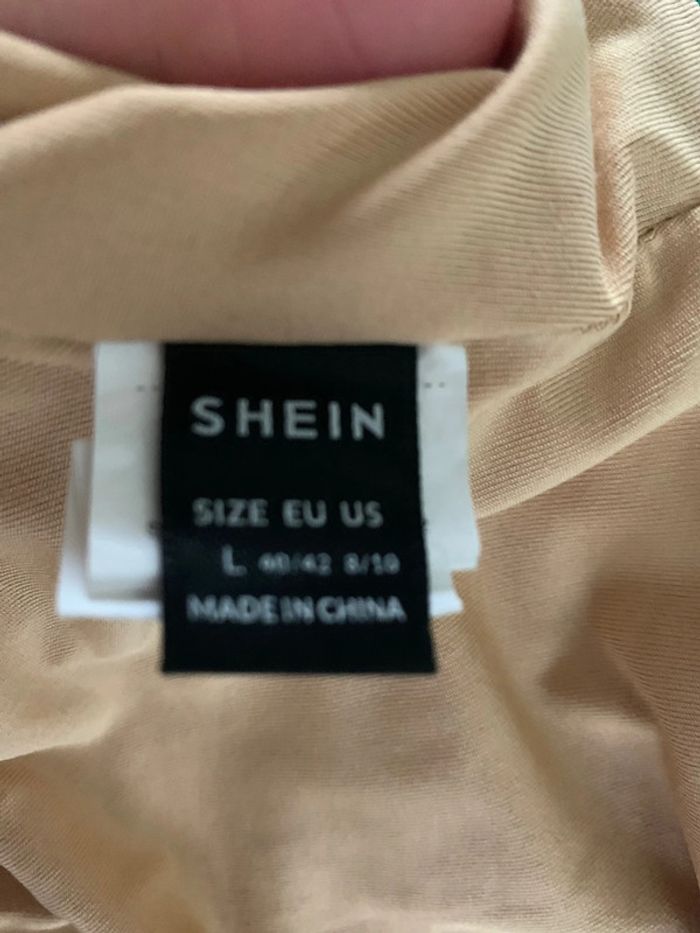 SHEIN
SIZE EU US
L 40/42 8/10
MADE IN CHINA